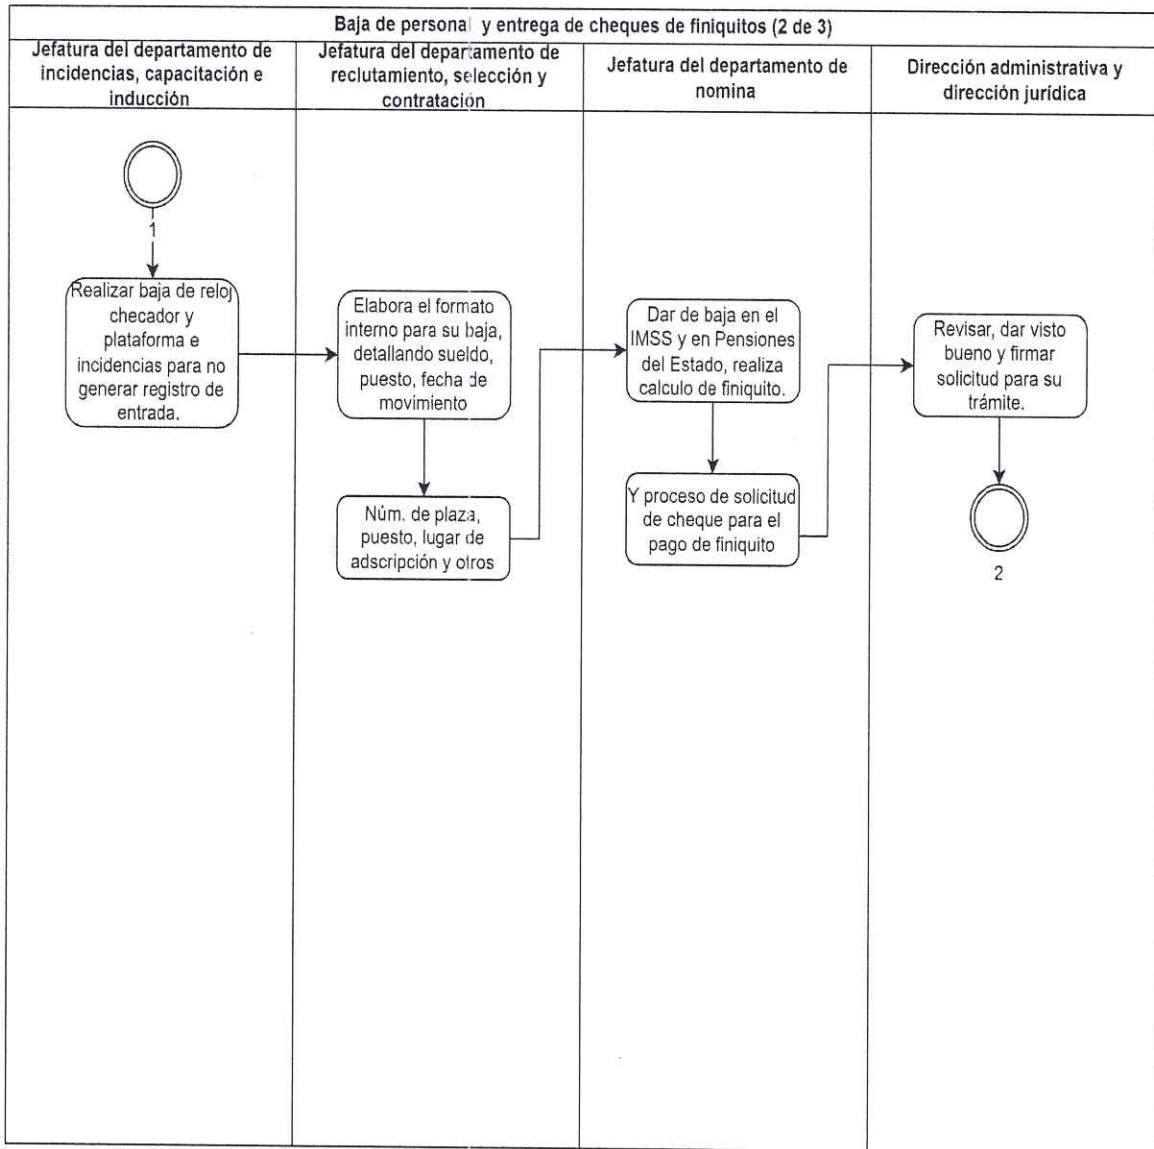 Baja de personal y entrega de cheques de finiquitos (2 de 3)
Jefatura del departamento de
incidencias, capacitación e
inducción
Jefatura del departamento de
reclutamiento, selección y
contratación
Jefatura del departamento de
nomina
Dirección administrativa y
dirección jurídica
1
Realizar baja de reloj
checador y
plataforma e
incidencias para no
generar registro de
entrada.
Elabora el formato
interno para su baja,
detallando sueldo,
puesto, fecha de
movimiento
Núm. de plaza,
puesto, lugar de
adscripción y otros
Dar de baja en el
IMSS y en Pensiones
del Estado, realiza
calculo de finiquito.
Y proceso de solicitud
de cheque para el
pago de finiquito
Revisar, dar visto
bueno y firmar
solicitud para su
trámite.
2